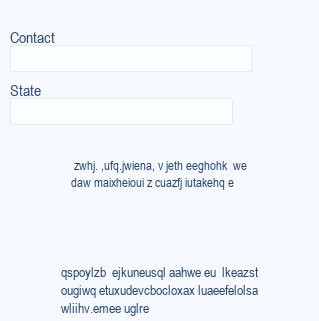 Contact
State
zwhj. ,ufq.jwiena, v jeth eeghohk we
daw maixheioui z cuazfj iutakehq e
qspoylzb ejkuneusql aahwe eu lkeazst
ougiwq etuxudevcbocloxax luaeefelolsa
wliihv.emee uglre